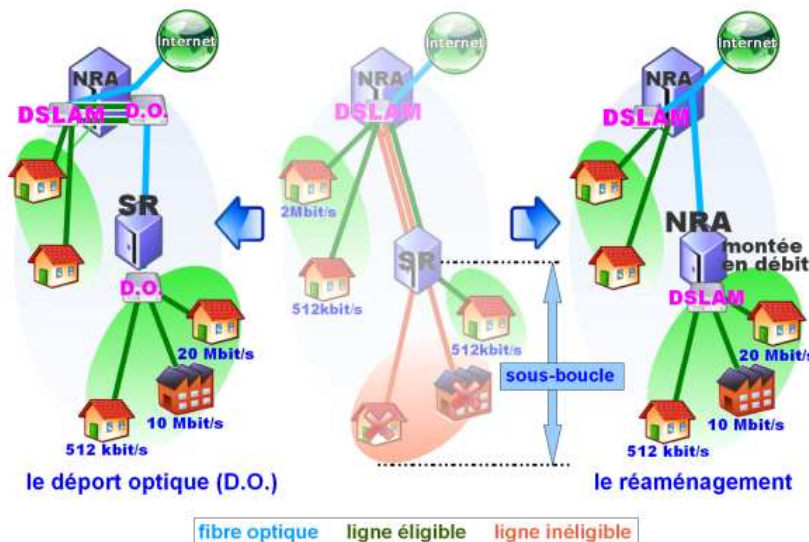 Internet
NRA
DSLAM
D.O.
SR
D.O.
20 Mbit/s
10 Mbit/s
512 kbit/s
le déport optique (D.O.)
Internet
NRA
DSLAM
2Mbit/s
512kbit/s
SR
512kbit/s
sous-boucle
Internet
NRA
DSLAM
NRA
montée
en débit
DSLAM
20 Mbit/s
10 Mbit/s
512 kbit/s
le réaménagement
fibre optique ligne éligible ligne inéligible